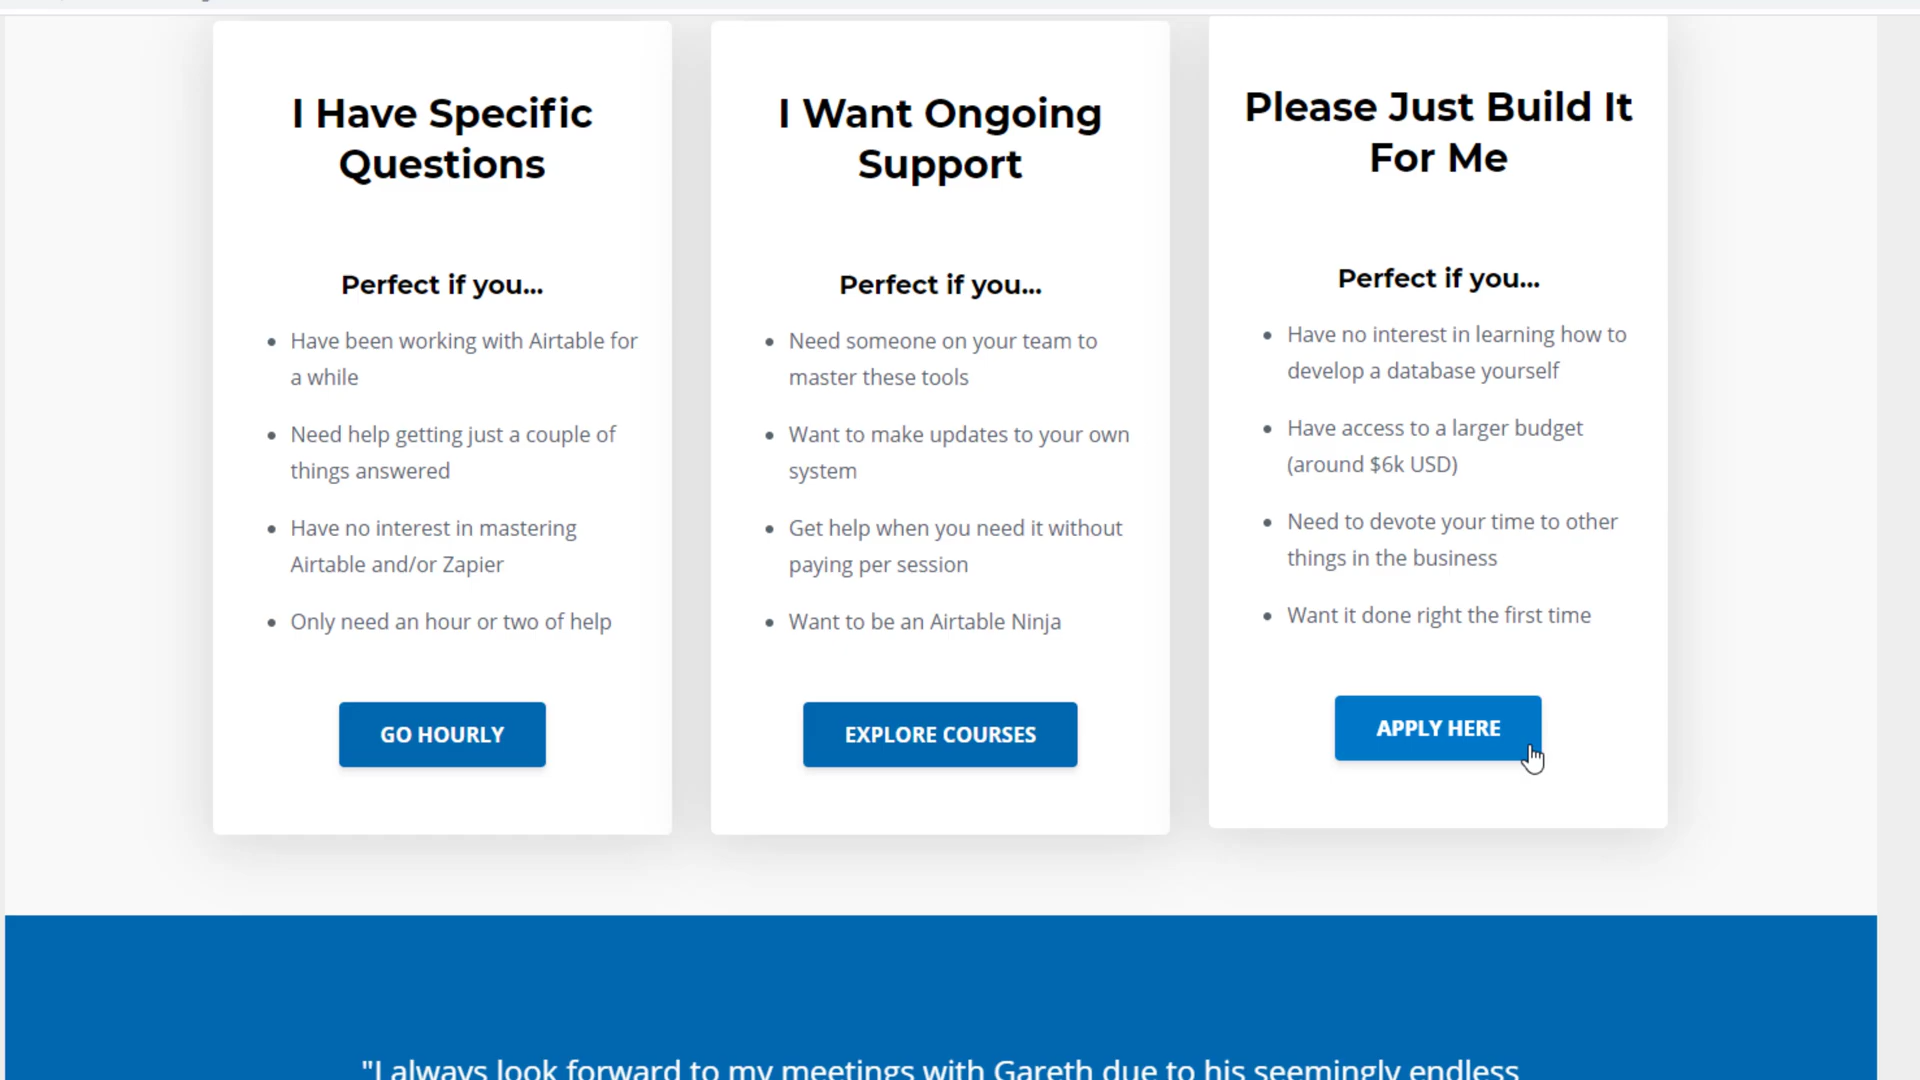 I Have Specific
Questions
Perfect if you...
Have been working with Airtable for
a while
Need help getting just a couple of
things answered
Have no interest in mastering
Airtable and/or Zapier
Only need an hour or two of help
GO HOURLY
I Want Ongoing
Support
Perfect if you...
Need someone on your team to
master these tools
Want to make updates to your own
system
Get help when you need it without
paying per session
Want to be an Airtable Ninja
EXPLORE COURSES
Please Just Build It
For Me
Perfect if you...
Have no interest in learning how to
develop a database yourself
Have access to a larger budget
(around $6k USD)
Need to devote your time to other
things in the business
Want it done right the first time
APPLY HERE
"I always look forward to my meetings with Gareth due to his seemingly endless